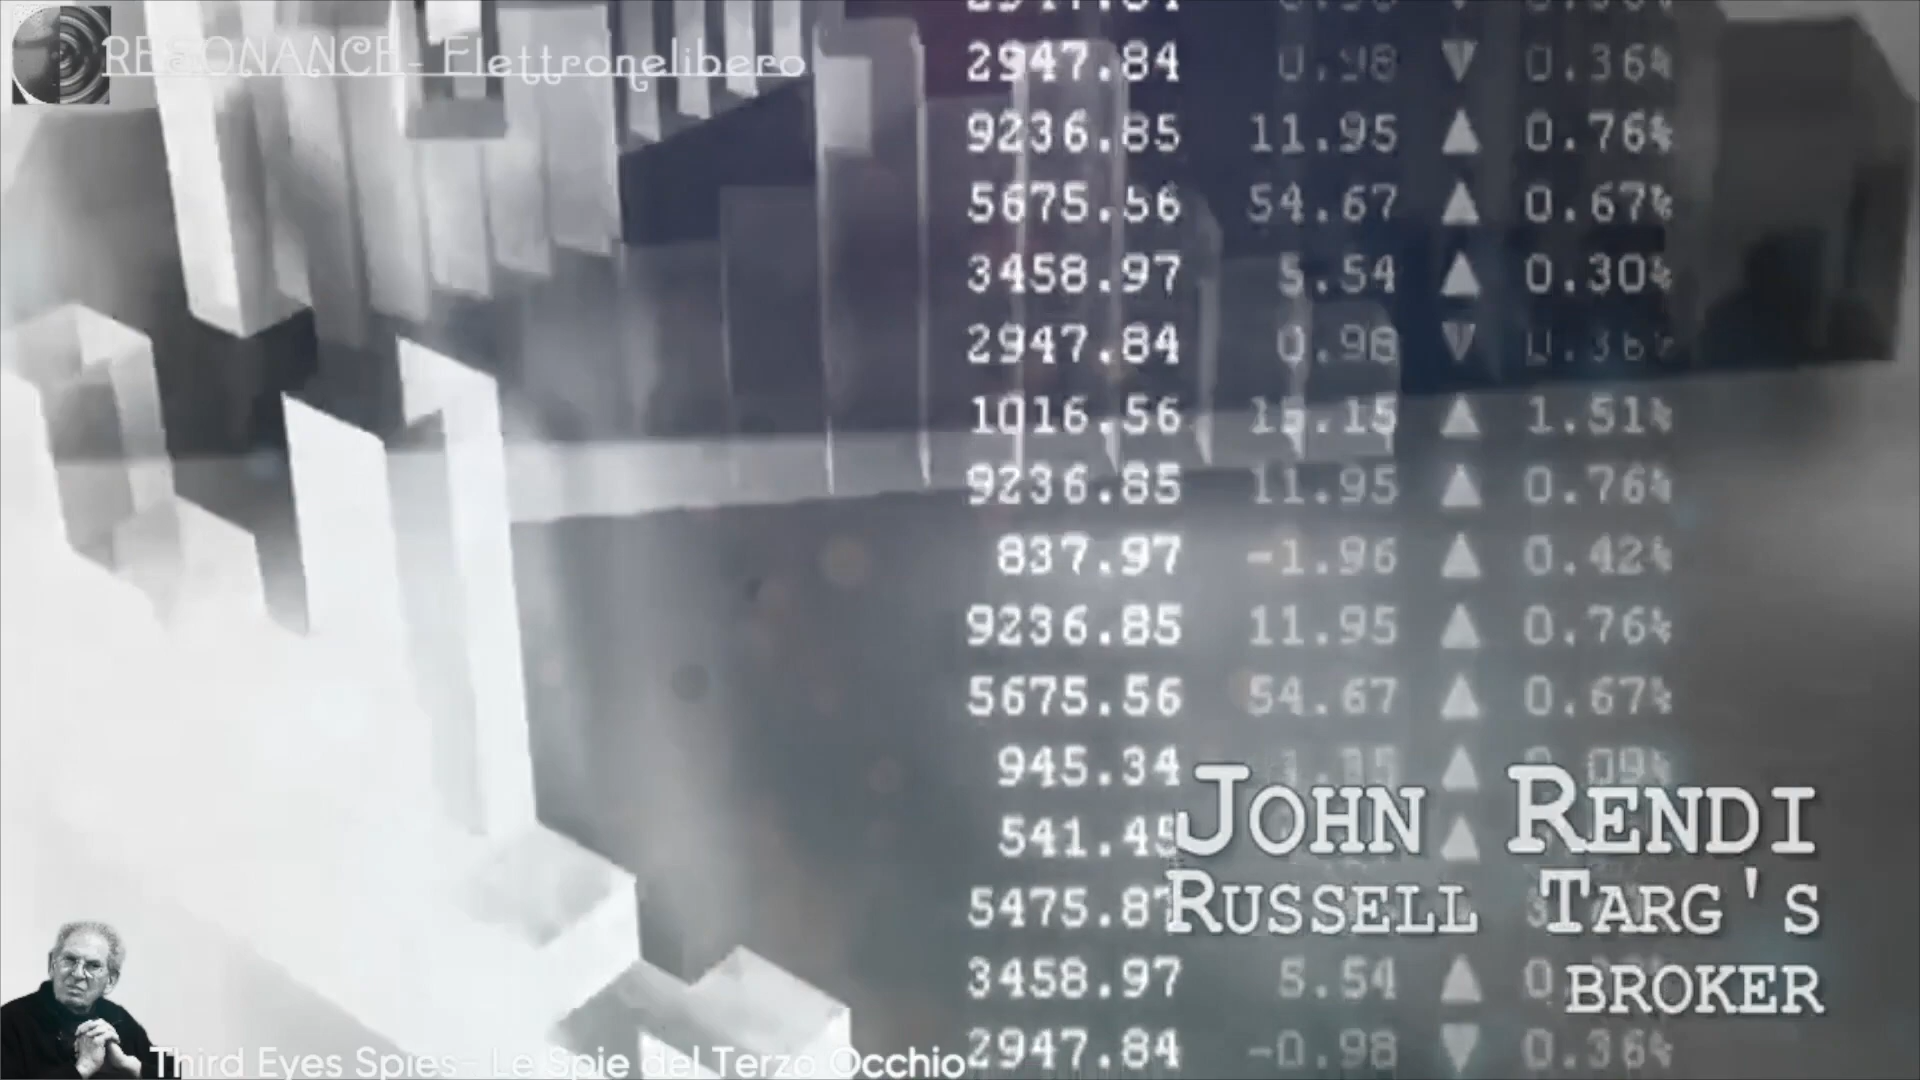 RESONANCE - Elettronelibero
2947.84 0.98 ▼ 0.36%
9236.85 11.95 ▲ 0.76%
5675.56 54.67 ▲ 0.67%
3458.97 5.54 ▲ 0.30%
2947.84 0.98 ▼ 0.36%
1016.56 15.15 ▲ 1.51%
9236.85 11.95 ▲ 0.76%
837.97 -1.96 ▲ 0.42%
9236.85 11.95 ▲ 0.76%
5675.56 54.67 ▲ 0.67%
945.34 ▲
541.45 ▲
JOHN RENDI
5475.87
RUSSELL TARG'S
3458.97 5.54 ▲
BROKER
2947.84 -0.98 ▼ 0.36%
Third Eyes Spies - Le Spie del Terzo Occhio